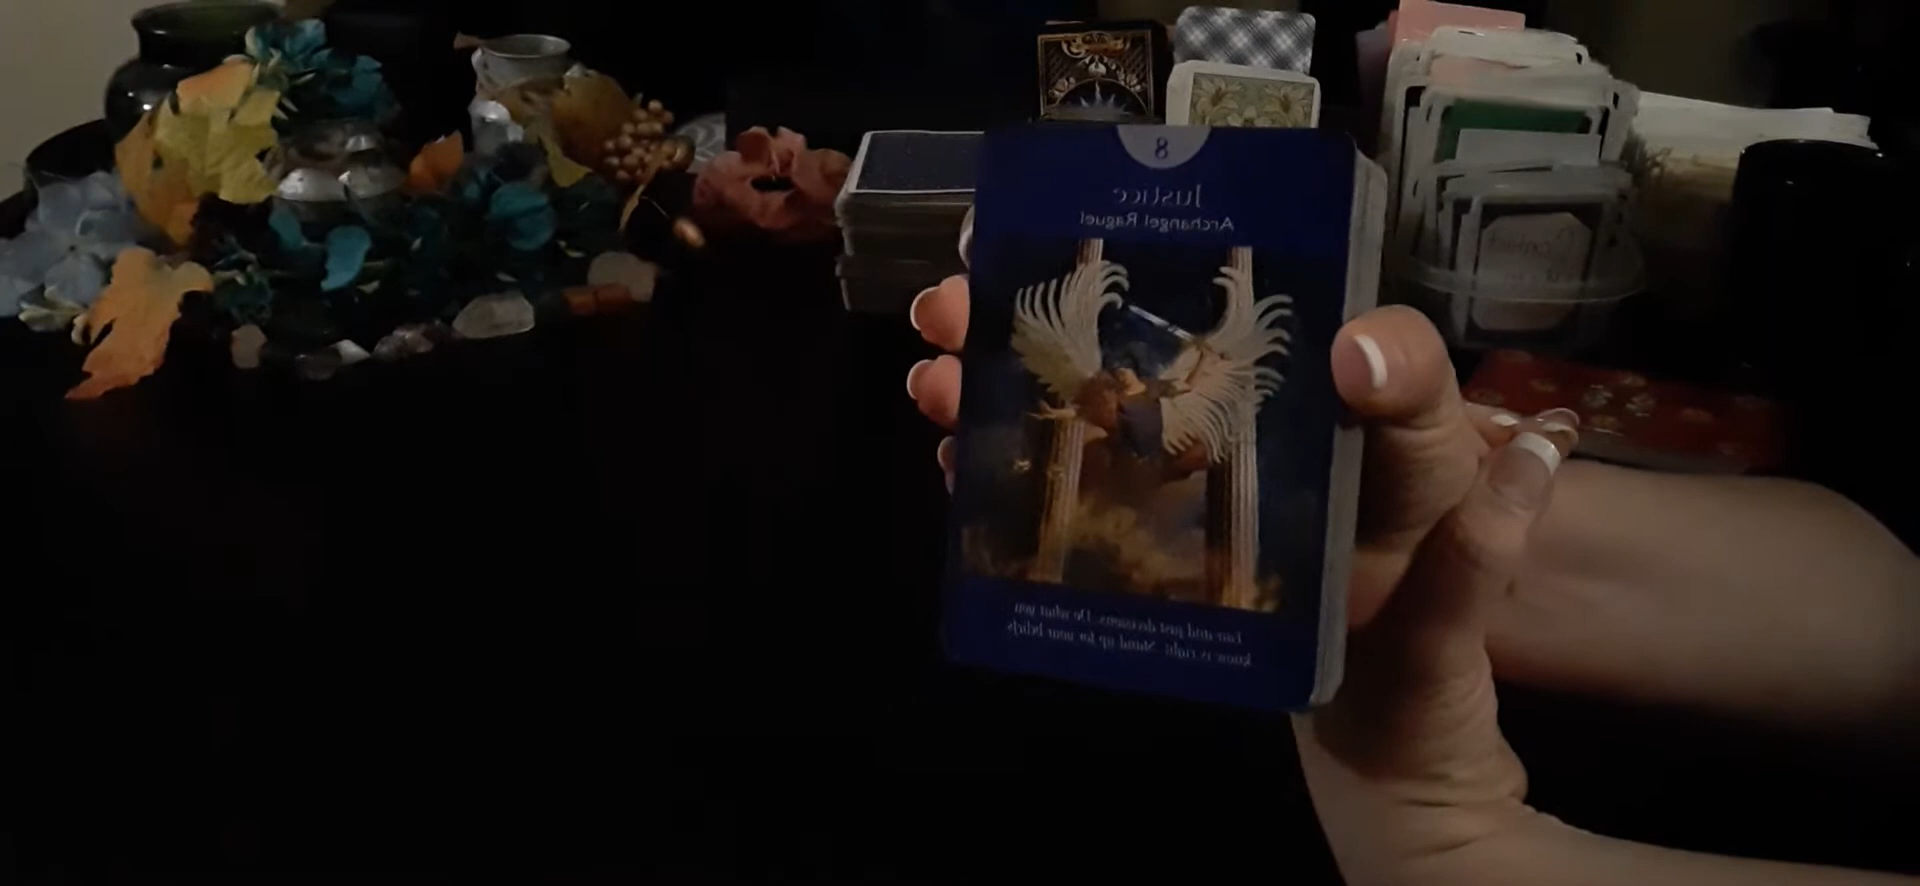 8
Justice
Archangel Raguel
Fair and just decisions. Do what you
know is right. Stand up for your beliefs.
Contact